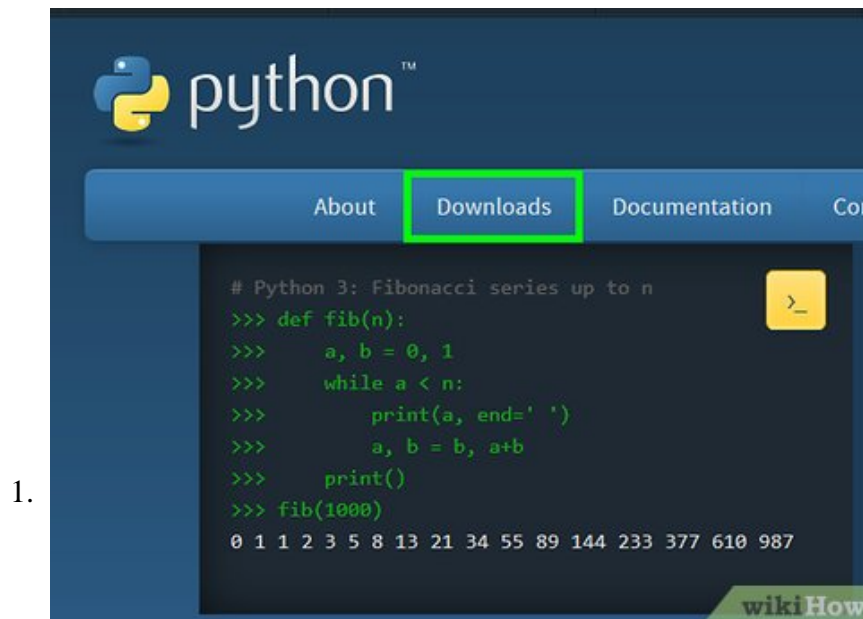 python™
About Downloads Documentation
# Python 3: Fibonacci series up to n
>>> def fib(n):
>>>     a, b = 0, 1
>>>     while a < n:
>>>         print(a, end=' ')
>>>         a, b = b, a+b
>>>     print()
>>> fib(1000)
0 1 1 2 3 5 8 13 21 34 55 89 144 233 377 610 987
>_
1.
wikiHow